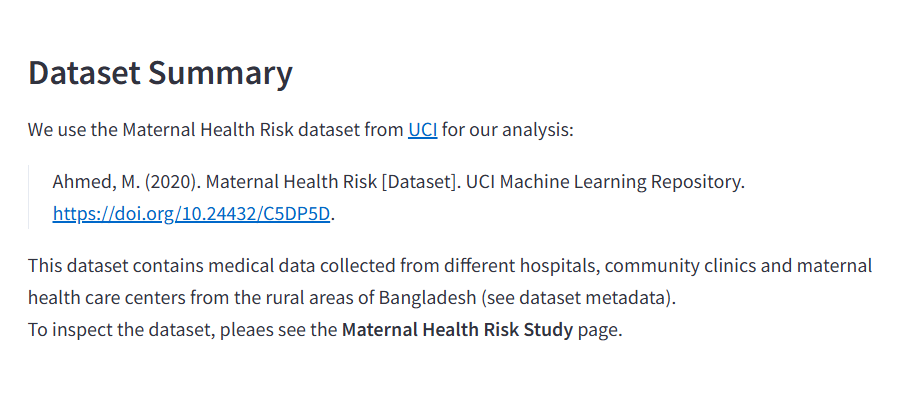 Dataset Summary
We use the Maternal Health Risk dataset from UCI for our analysis:
Ahmed, M. (2020). Maternal Health Risk [Dataset]. UCI Machine Learning Repository.
https://doi.org/10.24432/C5DP5D.
This dataset contains medical data collected from different hospitals, community clinics and maternal
health care centers from the rural areas of Bangladesh (see dataset metadata).
To inspect the dataset, pleaes see the Maternal Health Risk Study page.